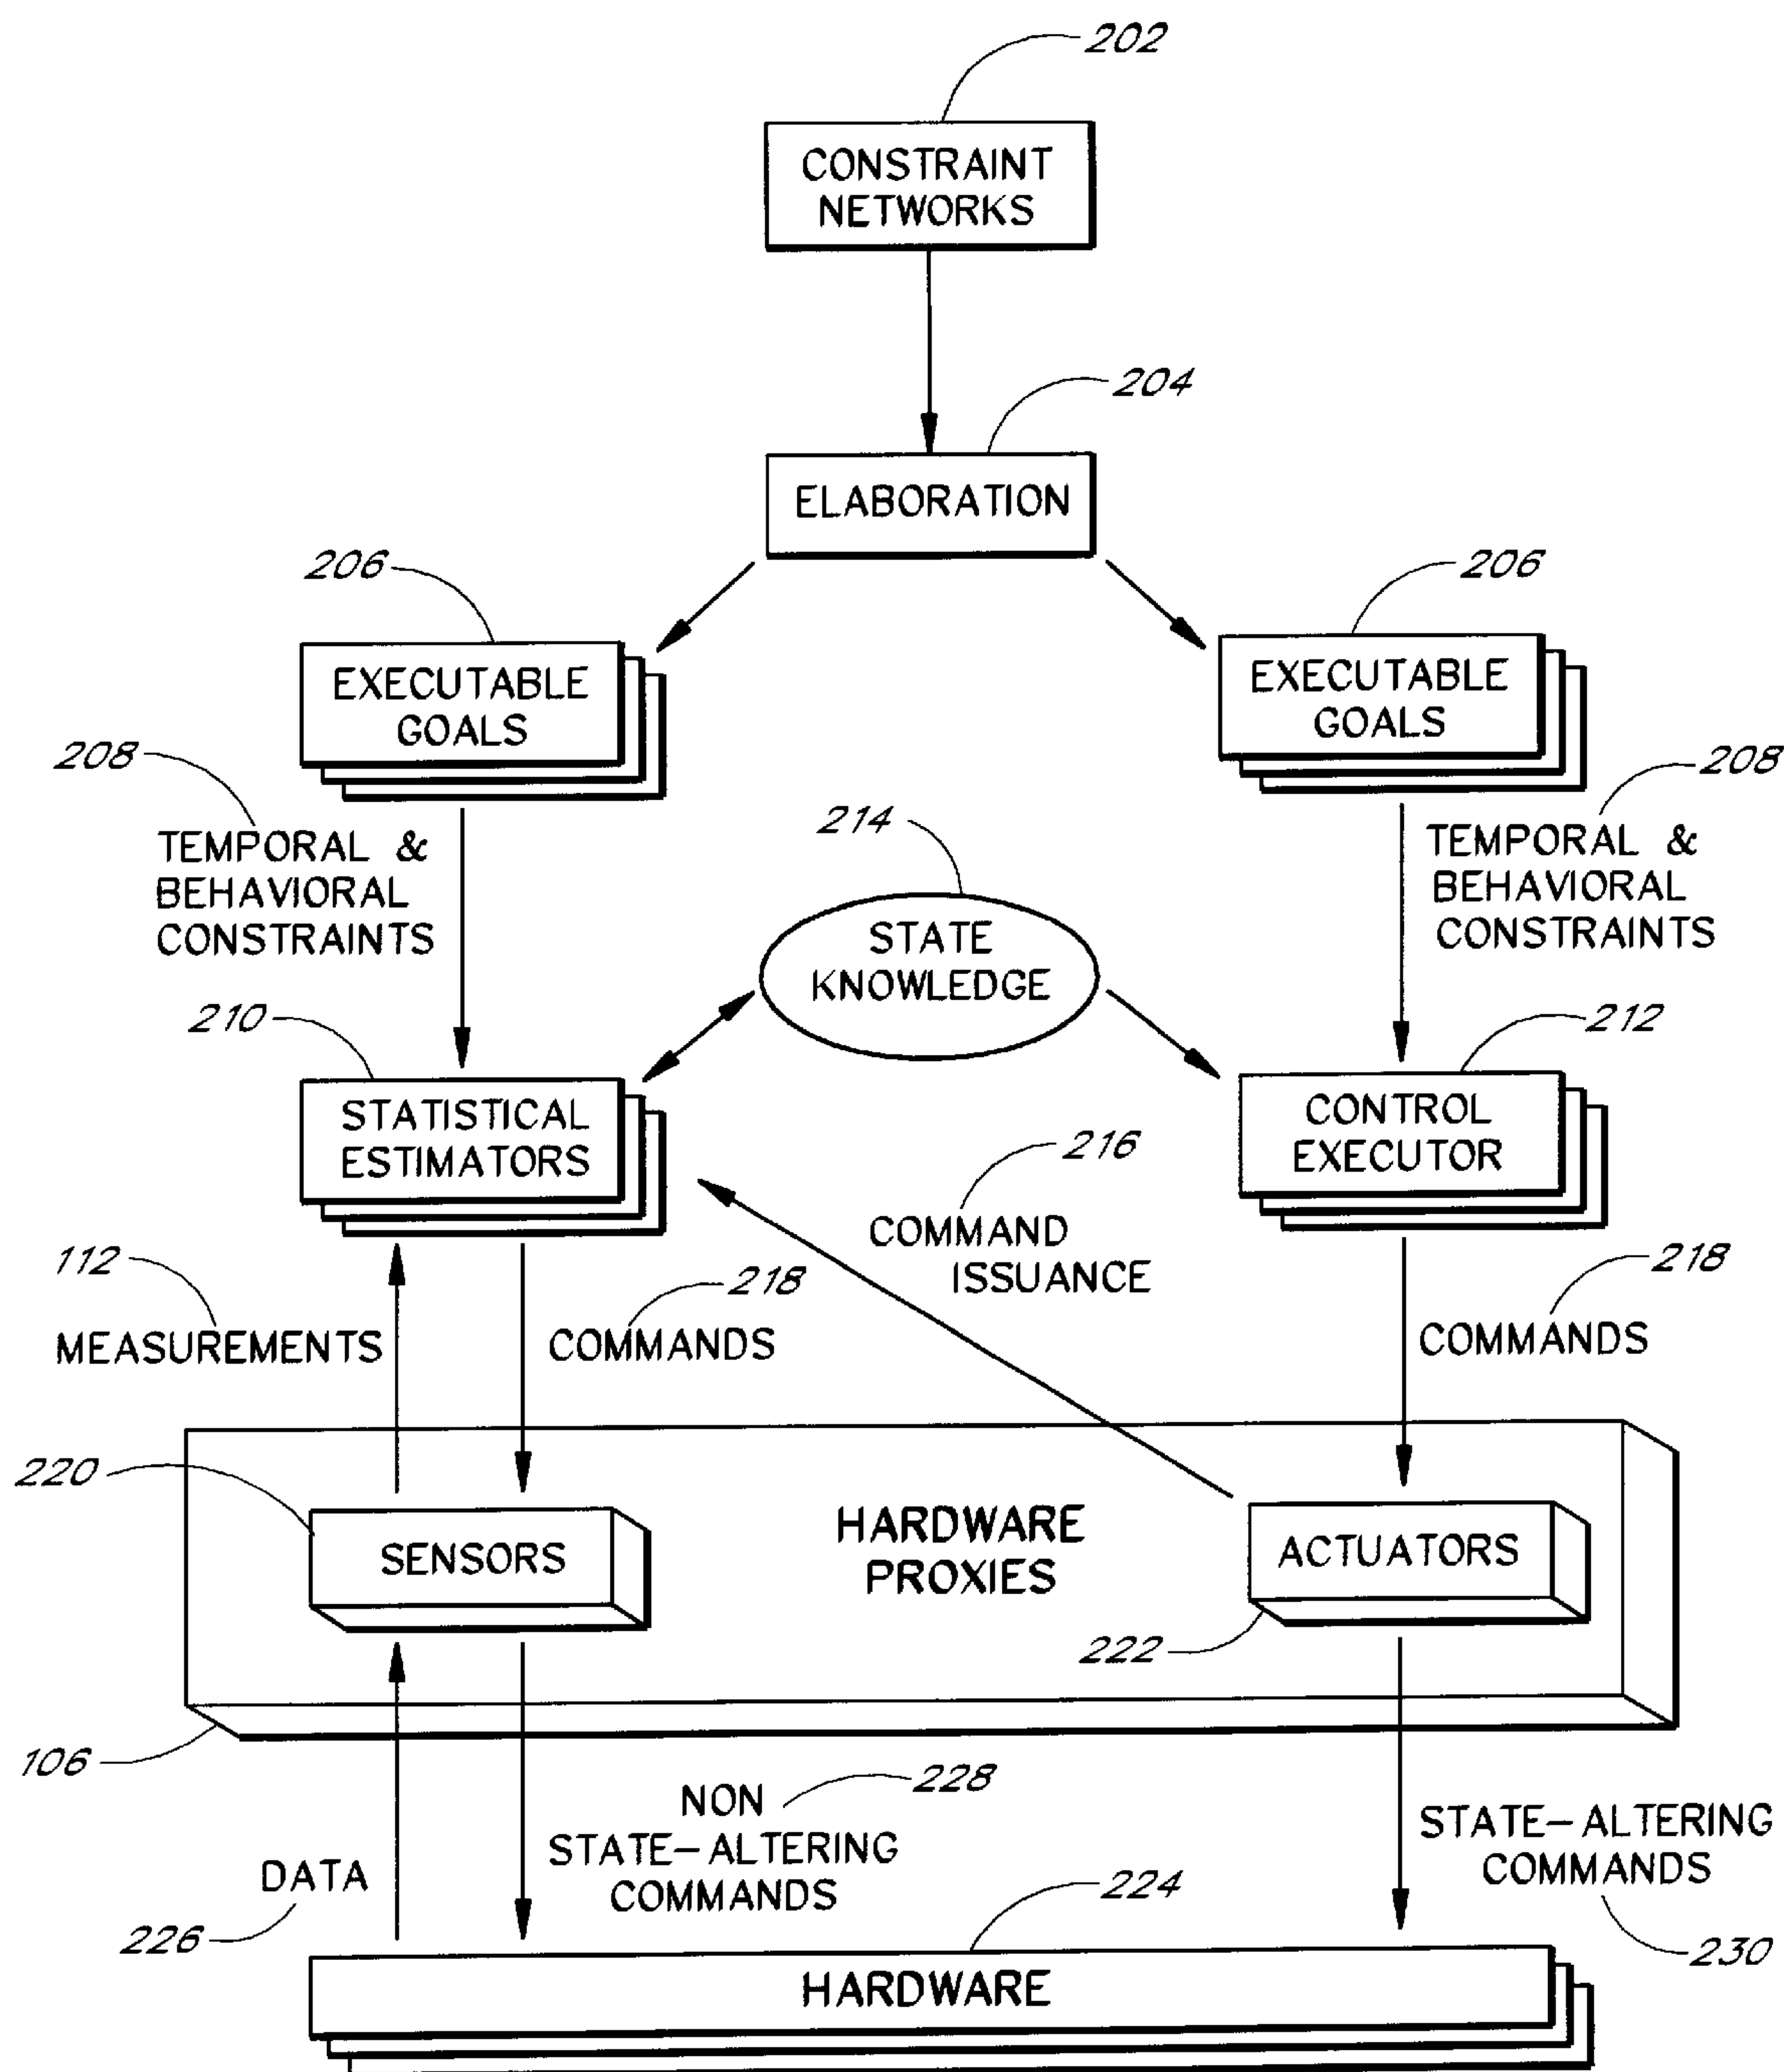 202
CONSTRAINT
NETWORKS
204
ELABORATION
206
206
EXECUTABLE
GOALS
EXECUTABLE
GOALS
208
208
TEMPORAL &
BEHAVIORAL
CONSTRAINTS
214
TEMPORAL &
BEHAVIORAL
CONSTRAINTS
STATE
KNOWLEDGE
210
212
STATISTICAL
ESTIMATORS
CONTROL
EXECUTOR
216
COMMAND
ISSUANCE
112
218
218
MEASUREMENTS
COMMANDS
COMMANDS
220
SENSORS
HARDWARE
PROXIES
ACTUATORS
222
106
228
NON
STATE-ALTERING
COMMANDS
STATE-ALTERING
COMMANDS
DATA
226
224
230
HARDWARE